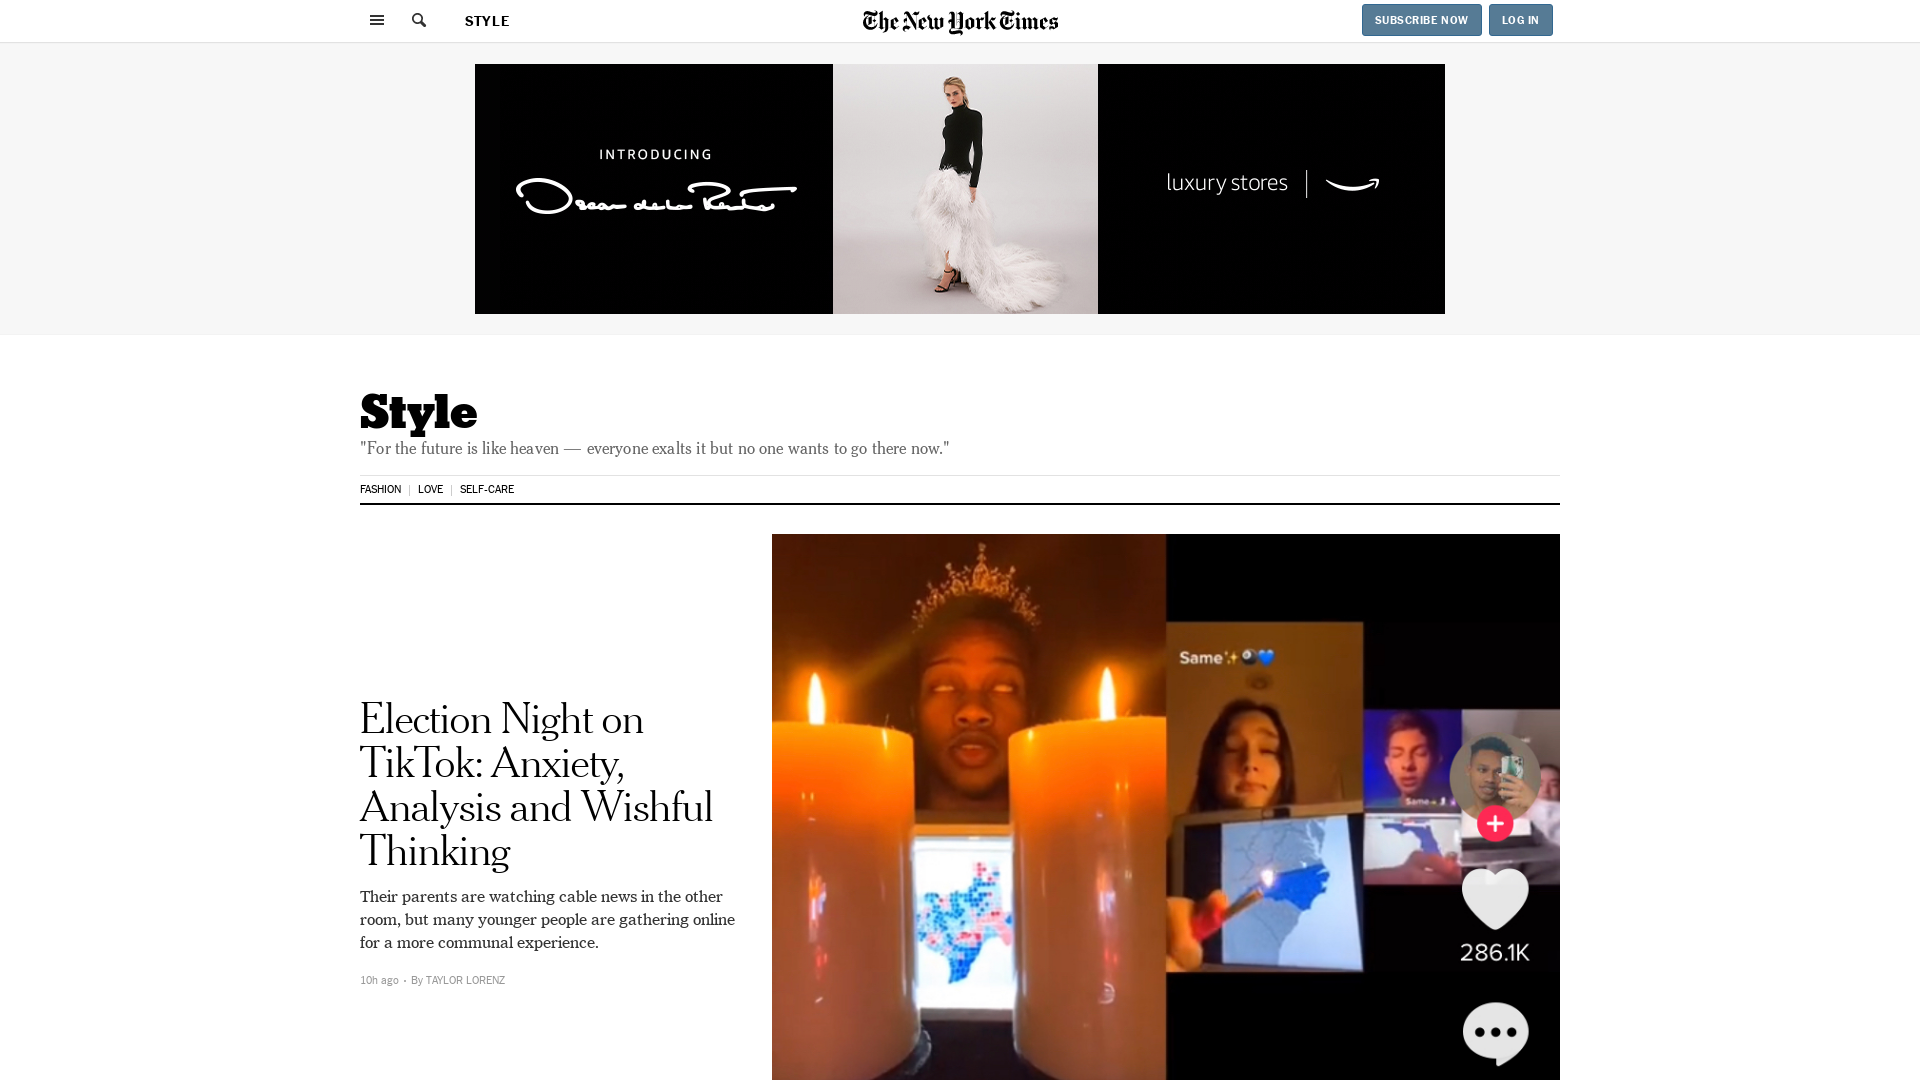 STYLE
The New York Times
SUBSCRIBE NOW
LOG IN
INTRODUCING
Oscar de la Renta
luxury stores
Style
"For the future is like heaven — everyone exalts it but no one wants to go there now."
FASHION
LOVE
SELF-CARE
Election Night on
TikTok: Anxiety,
Analysis and Wishful
Thinking
Their parents are watching cable news in the other
room, but many younger people are gathering online
for a more communal experience.
10h ago · By TAYLOR LORENZ
Same✨🎱💙
Same
286.1K